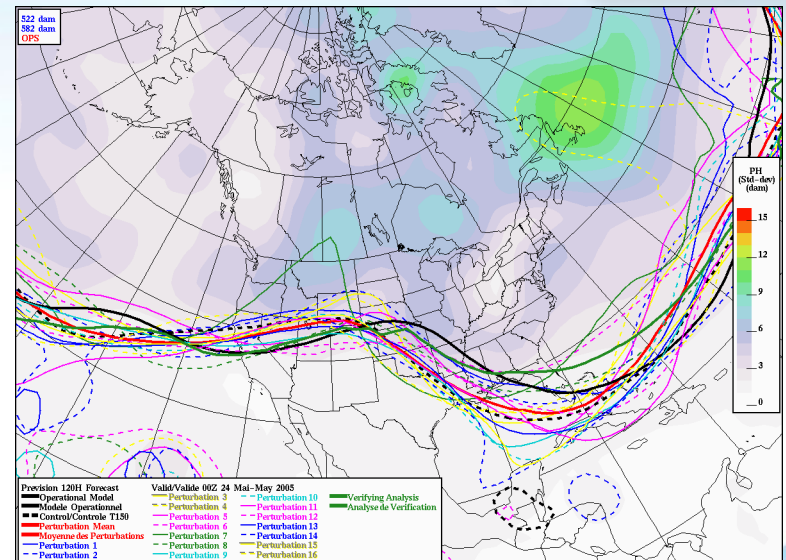 522 dam
582 dam
OPS
PH
(Std-dev)
(dam)
15
12
9
6
3
0
Prevision 120H Forecast Valid/Valide 00Z 24 Mai-May 2005
Operational Model
Modele Operationnel
Control/Controle T150
Perturbation Mean
Moyenne des Perturbations
Perturbation 1
Perturbation 2
Perturbation 3
Perturbation 4
Perturbation 5
Perturbation 6
Perturbation 7
Perturbation 8
Perturbation 9
Perturbation 10
Perturbation 11
Perturbation 12
Perturbation 13
Perturbation 14
Perturbation 15
Perturbation 16
Verifying Analysis
Analyse de Verification